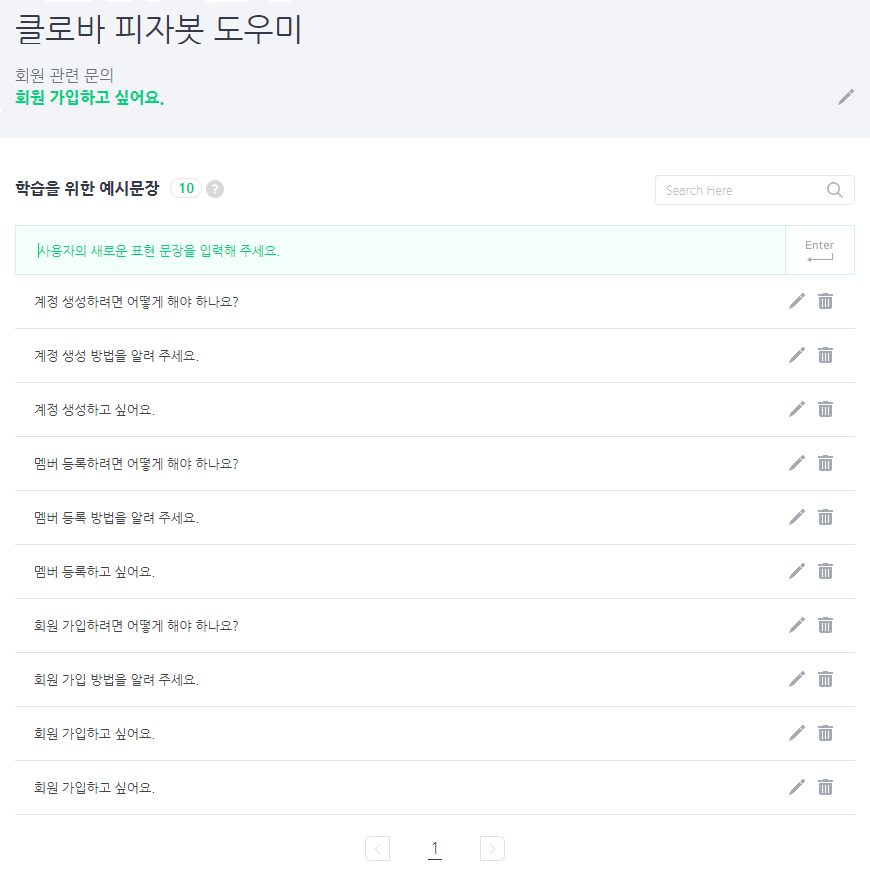 클로바 피자봇 도우미
회원 관련 문의
회원 가입하고 싶어요.
학습을 위한 예시문장 10 ?
Search Here
사용자의 새로운 표현 문장을 입력해 주세요.
Enter
계정 생성하려면 어떻게 해야 하나요?
계정 생성 방법을 알려 주세요.
계정 생성하고 싶어요.
멤버 등록하려면 어떻게 해야 하나요?
멤버 등록 방법을 알려 주세요.
멤버 등록하고 싶어요.
회원 가입하려면 어떻게 해야 하나요?
회원 가입 방법을 알려 주세요.
회원 가입하고 싶어요.
회원 가입하고 싶어요.
1